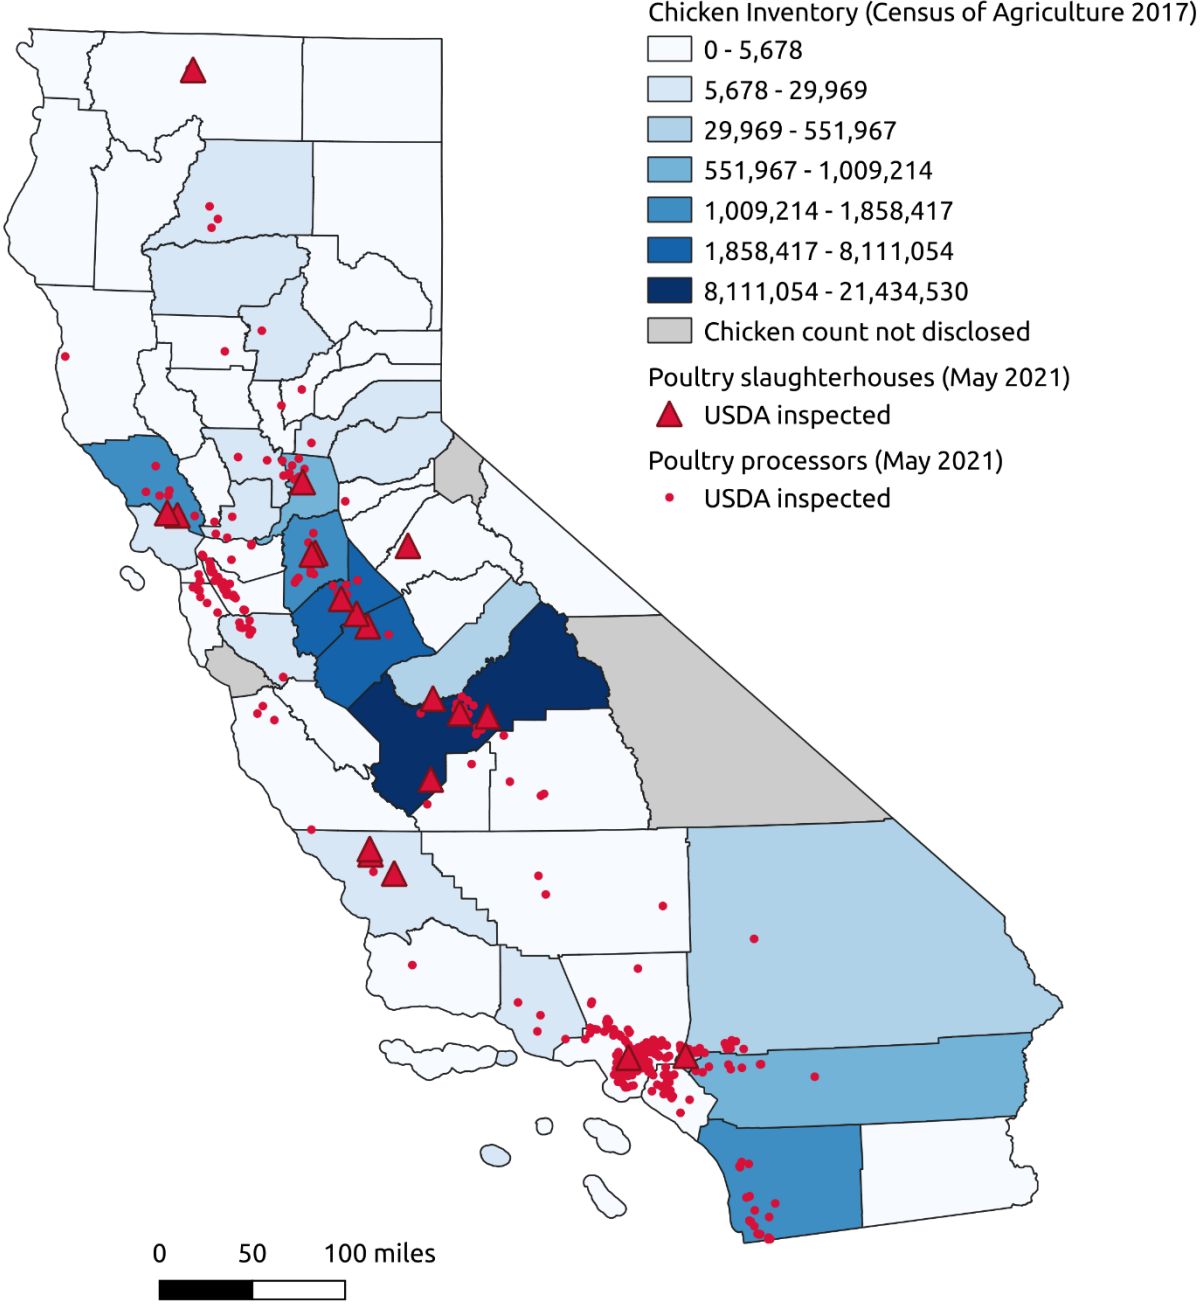 Chicken Inventory (Census of Agriculture 2017)
0 - 5,678
5,678 - 29,969
29,969 - 551,967
551,967 - 1,009,214
1,009,214 - 1,858,417
1,858,417 - 8,111,054
8,111,054 - 21,434,530
Chicken count not disclosed
Poultry slaughterhouses (May 2021)
USDA inspected
Poultry processors (May 2021)
USDA inspected
0 50 100 miles